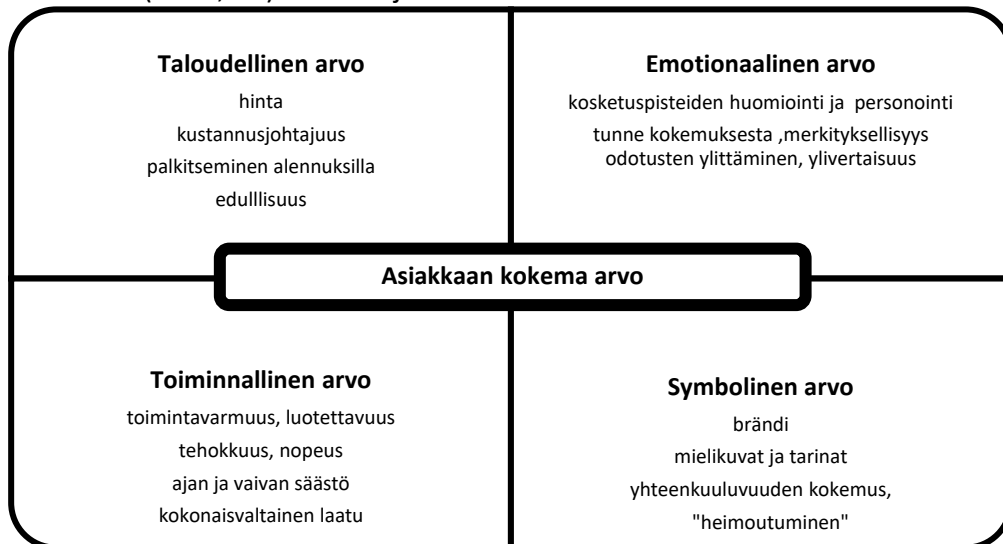 Taloudellinen arvo
hinta
kustannusjohtajuus
palkitseminen alennuksilla
edulllisuus
Emotionaalinen arvo
kosketuspisteiden huomiointi ja personointi
tunne kokemuksesta ,merkityksellisyys
odotusten ylittäminen, ylivertaisuus
Asiakkaan kokema arvo
Toiminnallinen arvo
toimintavarmuus, luotettavuus
tehokkuus, nopeus
ajan ja vaivan säästö
kokonaisvaltainen laatu
Symbolinen arvo
brändi
mielikuvat ja tarinat
yhteenkuuluvuuden kokemus,
"heimoutuminen"